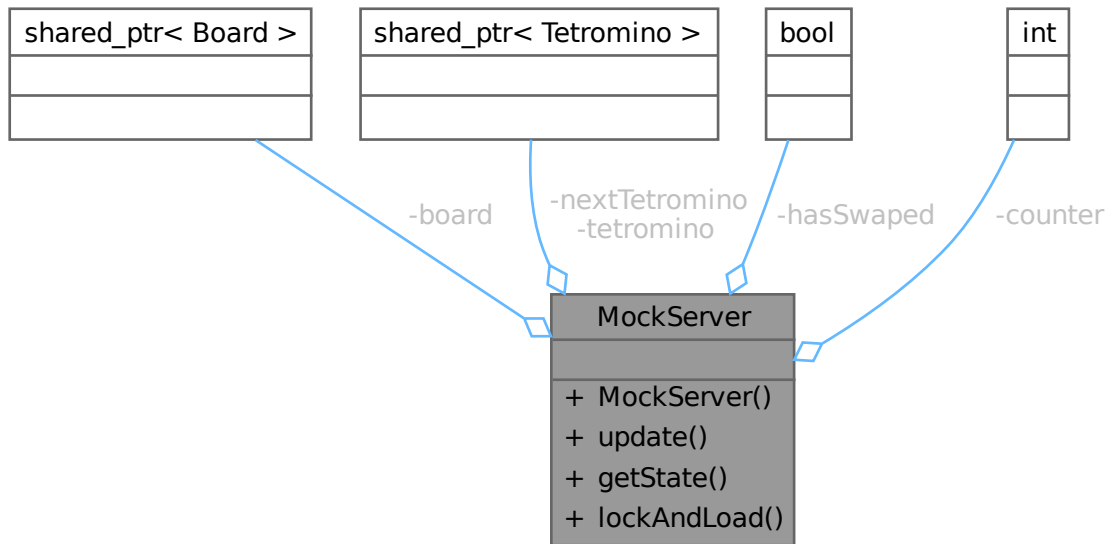 shared_ptr< Board >
shared_ptr< Tetromino >
bool
int
-board
-nextTetromino
-tetromino
-hasSwaped
-counter
MockServer
+ MockServer()
+ update()
+ getState()
+ lockAndLoad()